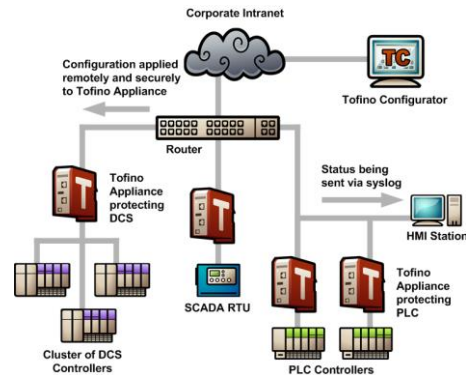 Corporate Intranet
Configuration applied
remotely and securely
to Tofino Appliance
TC
Tofino Configurator
Router
Tofino
Appliance
protecting
DCS
T
T
Status being
sent via syslog
HMI Station
SCADA RTU
T
T
Tofino
Appliance
protecting
PLC
Cluster of DCS
Controllers
PLC Controllers